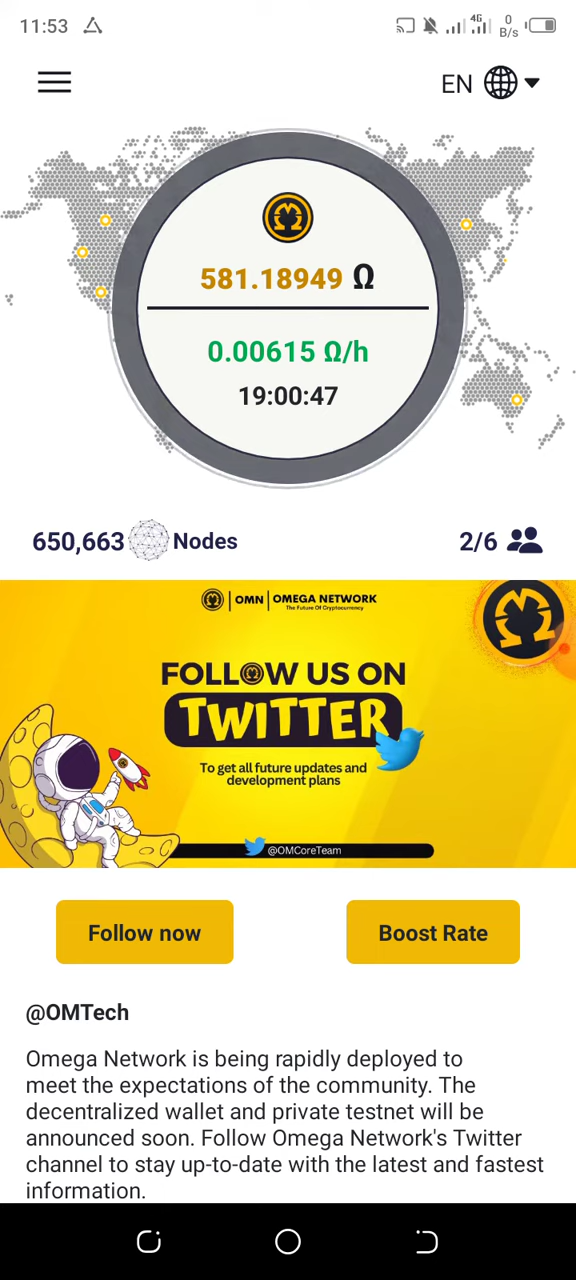 11:53
4G
0
B/s
EN
581.18949 Ω
0.00615 Ω/h
19:00:47
650,663 Nodes
2/6
OMN OMEGA NETWORK
The Future Of Cryptocurrency
FOLLOW US ON
TWITTER
To get all future updates and
development plans
@OMCoreTeam
Follow now
Boost Rate
@OMTech
Omega Network is being rapidly deployed to
meet the expectations of the community. The
decentralized wallet and private testnet will be
announced soon. Follow Omega Network's Twitter
channel to stay up-to-date with the latest and fastest
information.